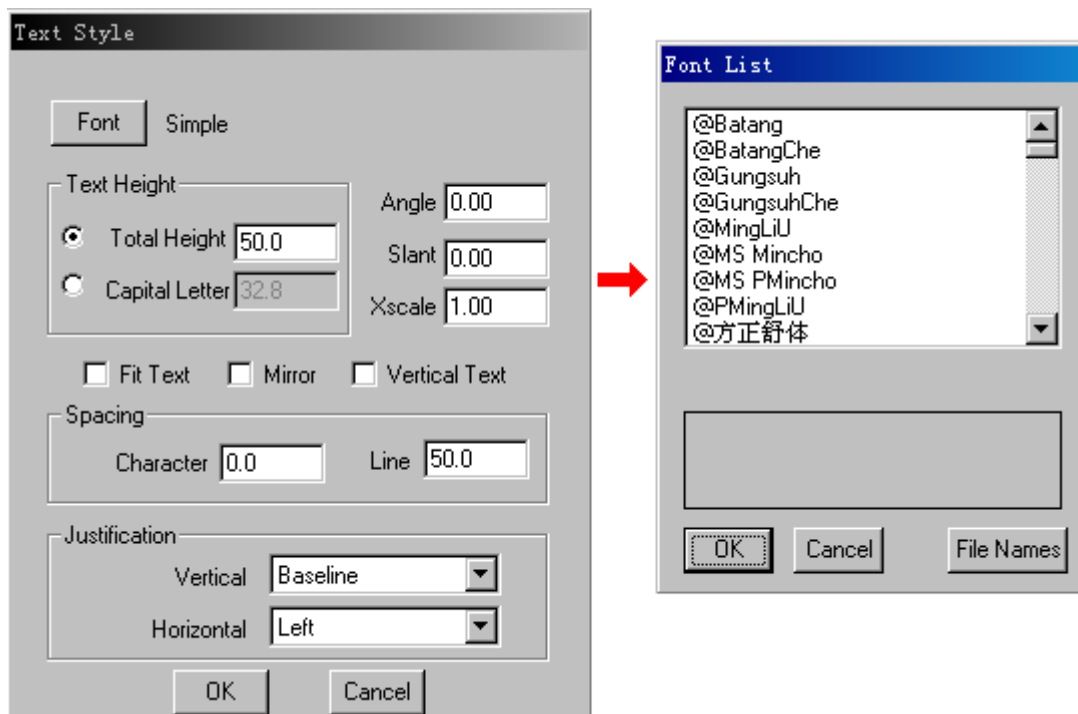 Text Style
Font Simple
Text Height
Total Height 50.0
Capital Letter 32.8
Angle 0.00
Slant 0.00
Xscale 1.00
Fit Text Mirror Vertical Text
Spacing
Character 0.0 Line 50.0
Justification
Vertical Baseline
Horizontal Left
OK Cancel
Font List
@Batang
@BatangChe
@Gungsuh
@GungsuhChe
@MingLiU
@MS Mincho
@MS PMincho
@PMingLiU
@方正舒体
OK Cancel File Names